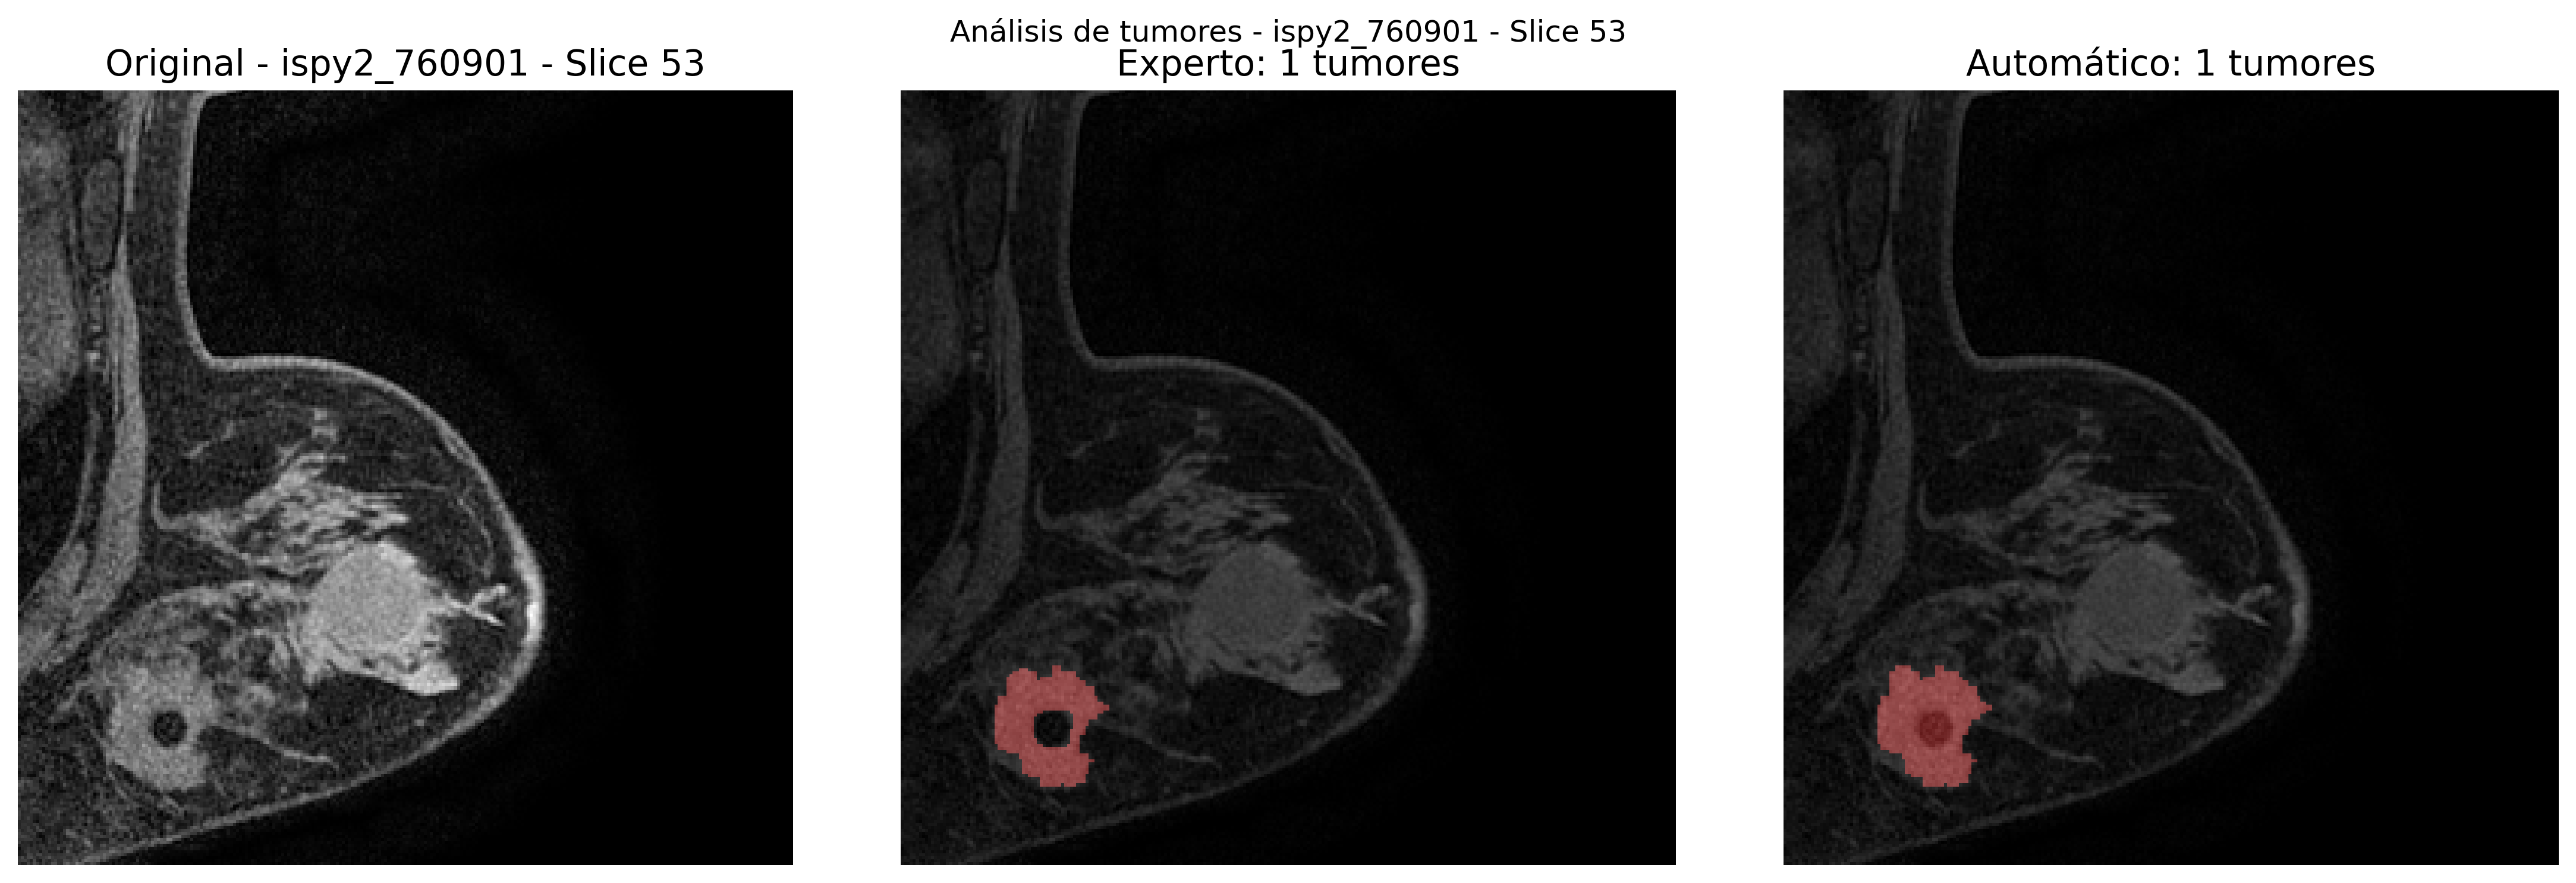 Análisis de tumores - ispy2_760901 - Slice 53
Original - ispy2_760901 - Slice 53
Experto: 1 tumores
Automático: 1 tumores